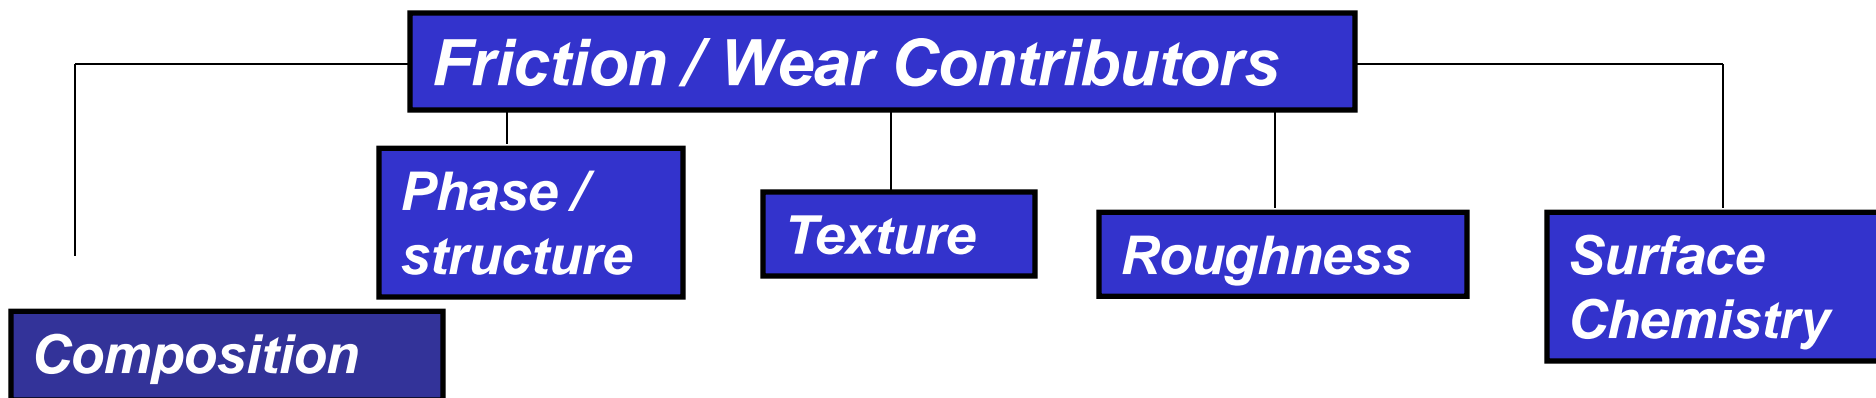 Friction / Wear Contributors
Phase /
structure
Texture
Roughness
Surface
Chemistry
Composition